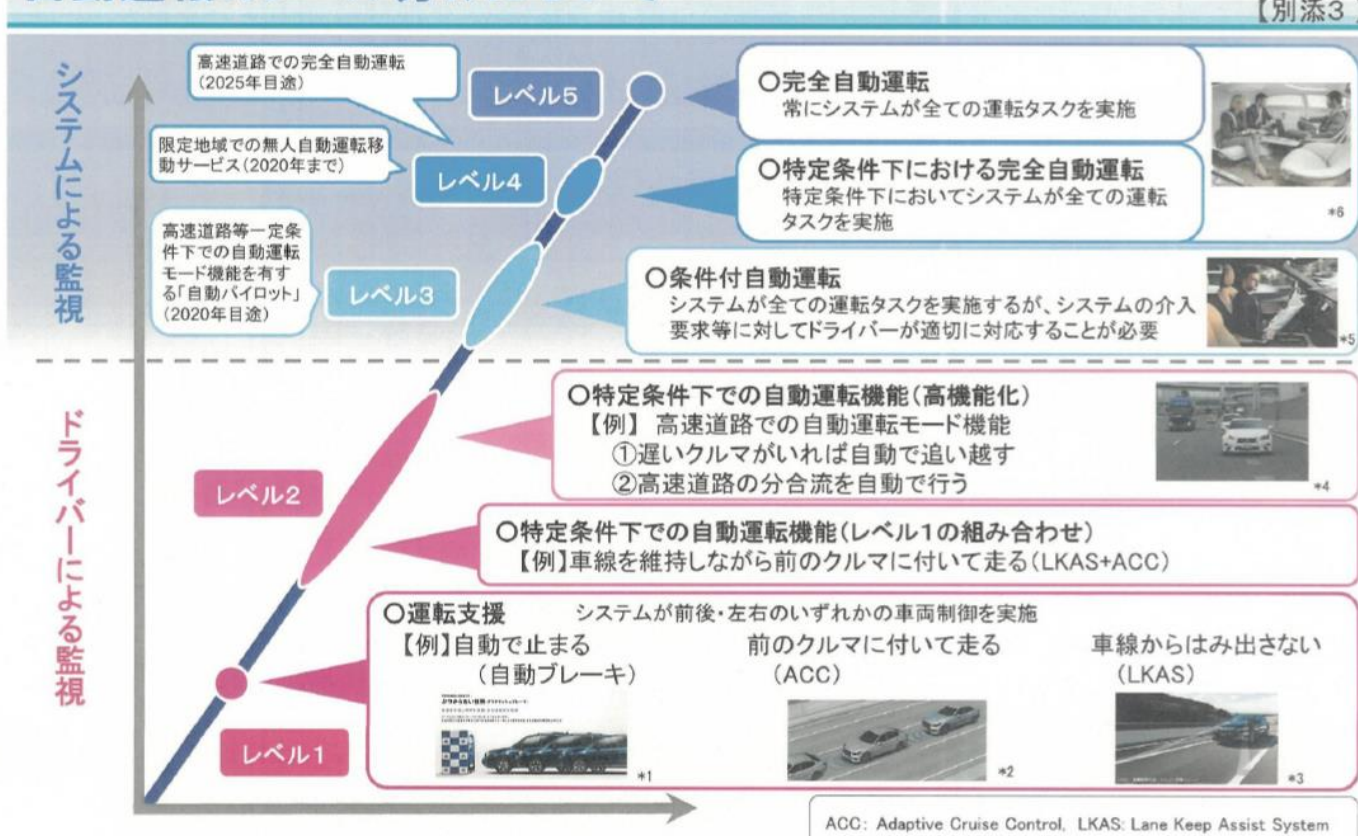 【別添3
システムによる監視
高速道路での完全自動運転
(2025年目途)
レベル5
○完全自動運転
常にシステムが全ての運転タスクを実施
限定地域での無人自動運転移
動サービス(2020年まで)
レベル4
○特定条件下における完全自動運転
特定条件下においてシステムが全ての運転
タスクを実施
*6
高速道路等一定条
件下での自動運転
モード機能を有す
る「自動パイロット」
(2020年目途)
レベル3
○条件付自動運転
システムが全ての運転タスクを実施するが、システムの介入
要求等に対してドライバーが適切に対応することが必要
*5
ドライバーによる監視
○特定条件下での自動運転機能(高機能化)
【例】 高速道路での自動運転モード機能
①遅いクルマがいれば自動で追い越す
②高速道路の分合流を自動で行う
*4
レベル2
○特定条件下での自動運転機能(レベル1の組み合わせ)
【例】車線を維持しながら前のクルマに付いて走る(LKAS+ACC)
○運転支援 システムが前後・左右のいずれかの車両制御を実施
【例】自動で止まる
(自動ブレーキ)
*1
前のクルマに付いて走る
(ACC)
*2
車線からはみ出さない
(LKAS)
*3
レベル1
ACC: Adaptive Cruise Control, LKAS: Lane Keep Assist System